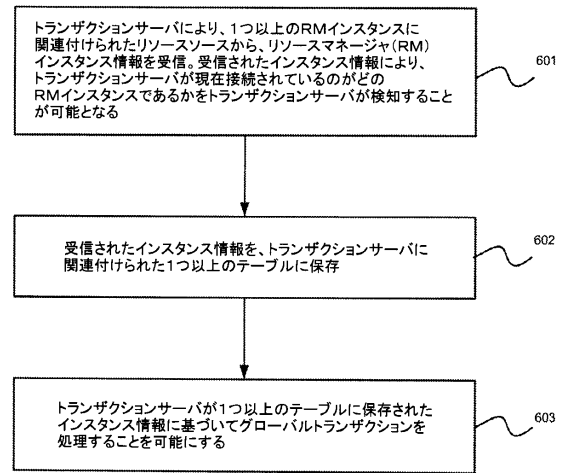 トランザクションサーバにより、1つ以上のRMインスタンスに
関連付けられたリソースソースから、リソースマネージャ(RM)
インスタンス情報を受信。受信されたインスタンス情報により、
トランザクションサーバが現在接続されているのがどの
RMインスタンスであるかをトランザクションサーバが検知すること
が可能となる
601
受信されたインスタンス情報を、トランザクションサーバに
関連付けられた1つ以上のテーブルに保存
602
トランザクションサーバが1つ以上のテーブルに保存された
インスタンス情報に基づいてグローバルトランザクションを
処理することを可能にする
603